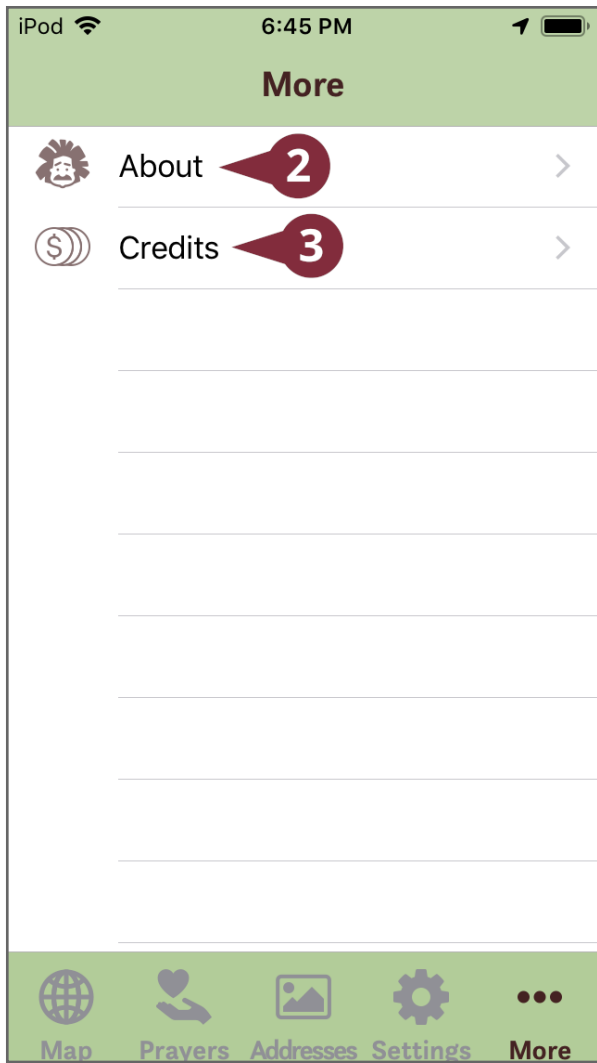 iPod 6:45 PM
More
About 2
$ Credits 3
Map Prayers Addresses Settings More